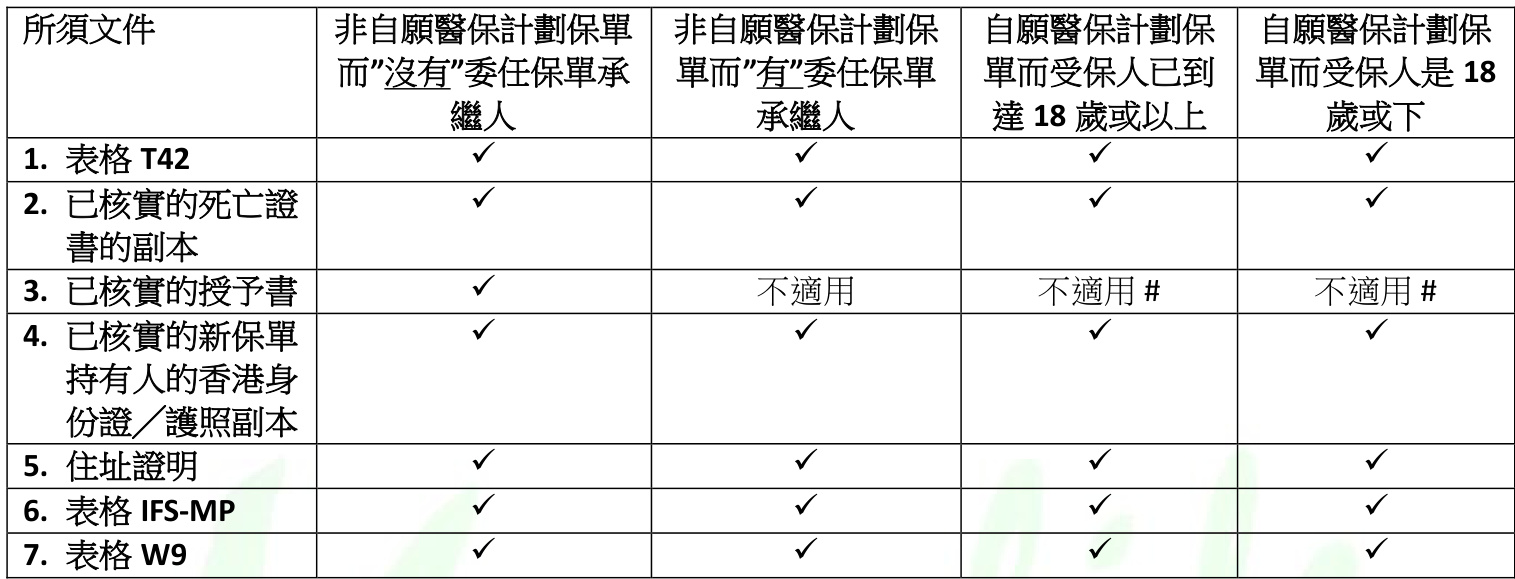 所須文件
非自願醫保計劃保單
而”沒有”委任保單承
繼人
非自願醫保計劃保
單而”有”委任保單
承繼人
自願醫保計劃保
單而受保人已到
達 18 歲或以上
自願醫保計劃保
單而受保人是 18
歲或下
1. 表格 T42
✓ ✓ ✓ ✓
2. 已核實的死亡證
書的副本
✓ ✓ ✓ ✓
3. 已核實的授予書
✓ 不適用 不適用 # 不適用 #
4. 已核實的新保單
持有人的香港身
份證／護照副本
✓ ✓ ✓ ✓
5. 住址證明
✓ ✓ ✓ ✓
6. 表格 IFS-MP
✓ ✓ ✓ ✓
7. 表格 W9
✓ ✓ ✓ ✓